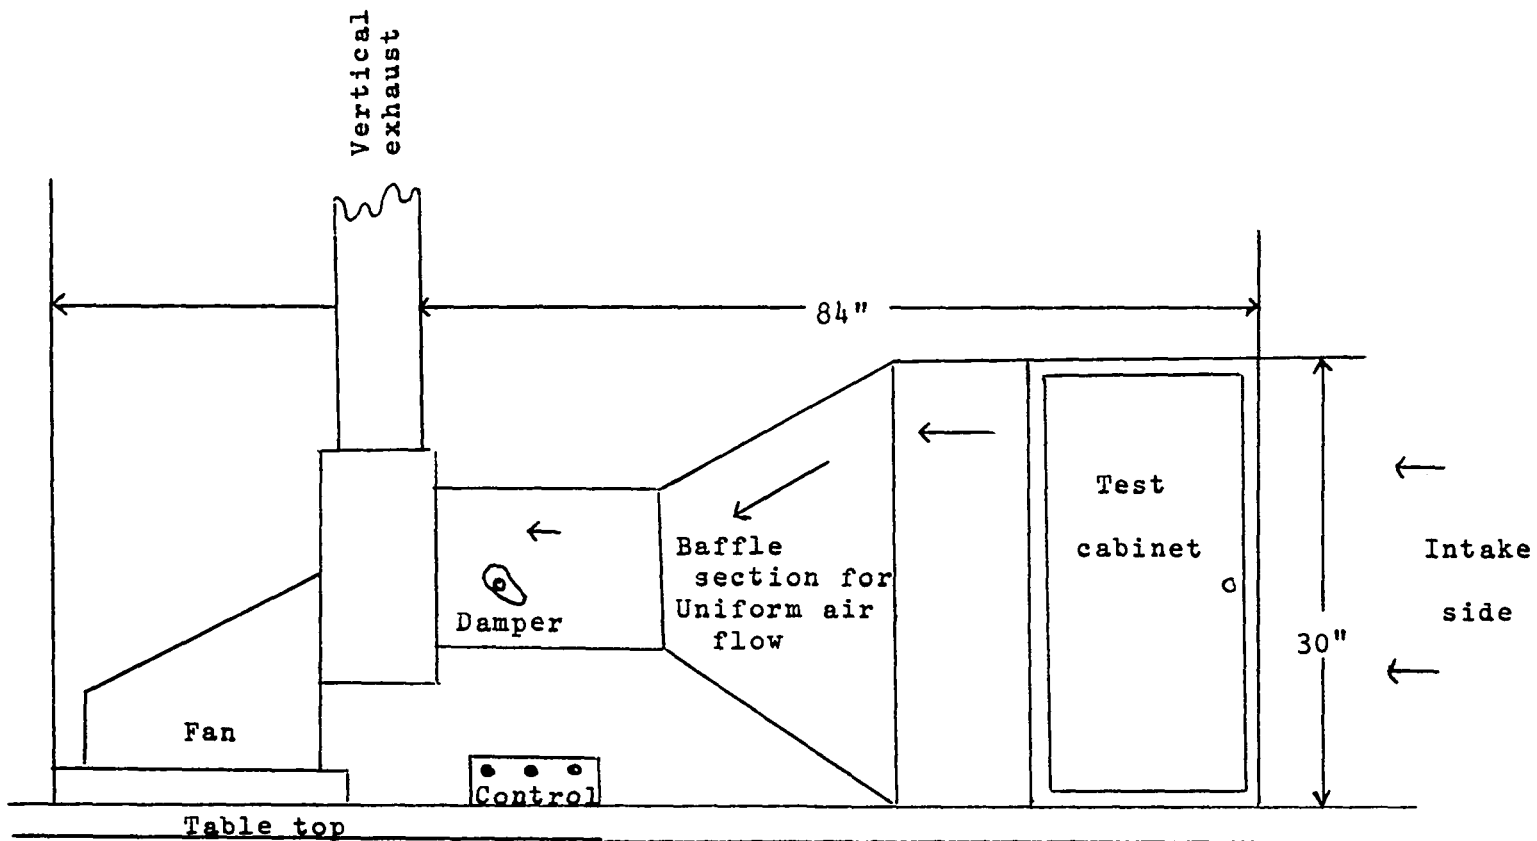 Vertical
exhaust
84"
Test
cabinet
Intake
side
Baffle
section for
Uniform air
flow
Damper
30"
Fan
Control
Table top